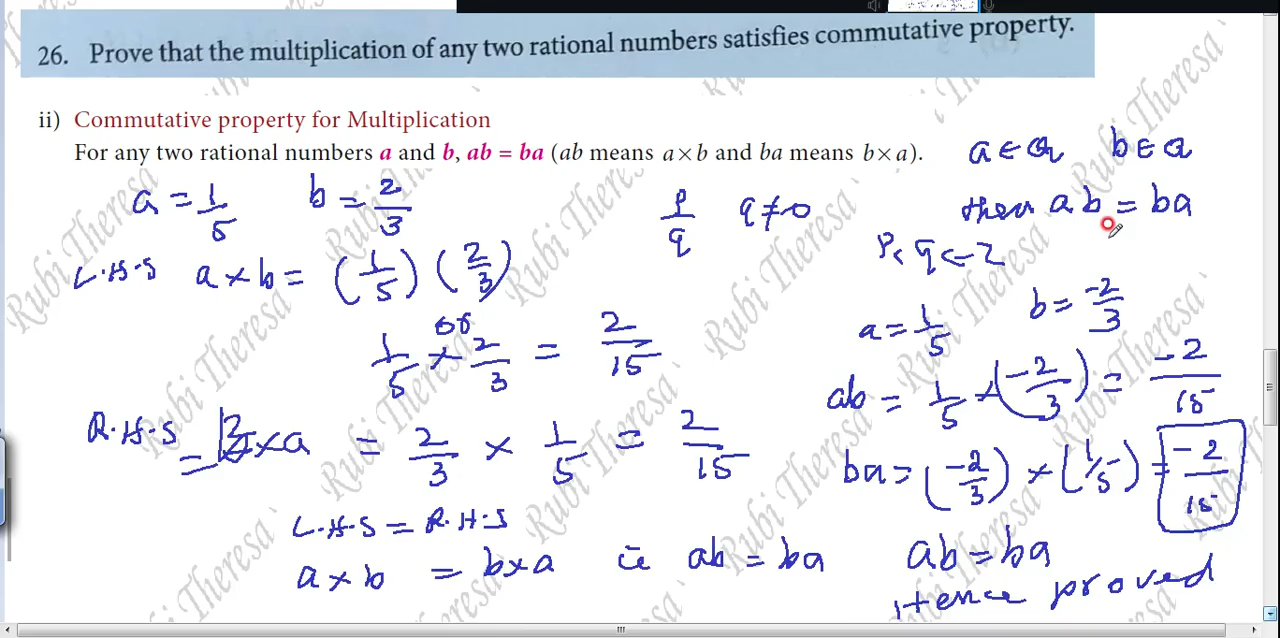 26. Prove that the multiplication of any two rational numbers satisfies commutative property.
ii) Commutative property for Multiplication
For any two rational numbers a and b, ab = ba (ab means a×b and ba means b×a).
a ∈ Q b ∈ Q
then ab = ba
a = 1/5 b = 2/3
p/q q ≠ 0
p, q ∈ Z
L.H.S a × b = (1/5) (2/3)
of
1/5 × 2/3 = 2/15
R.H.S = b × a = 2/3 × 1/5 = 2/15
L.H.S = R.H.S
a × b = b × a ie ab = ba
a = 1/5 b = -2/3
ab = 1/5 × (-2/3) = -2/15
ba = (-2/3) × (1/5) = -2/15
ab = ba
Hence proved
Rubi Theresa